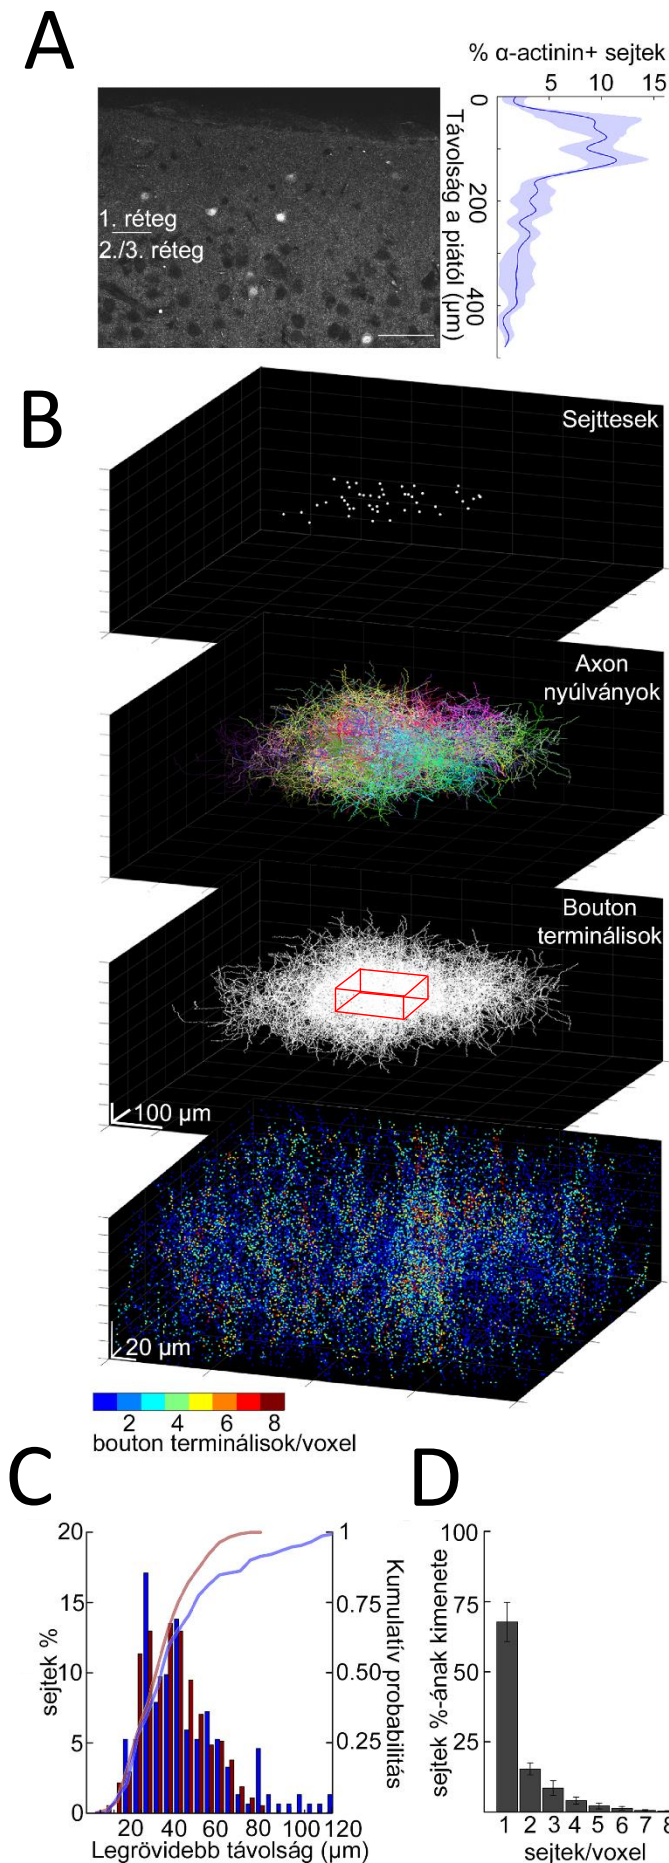 A
% α-actinin+ sejtek
5 10 15
0
200
400
Távolság a piától (µm)
1. réteg
2./3. réteg
B
Sejttesek
Axon
nyúlványok
Bouton
terminálisok
100 µm
20 µm
2 4 6 8
bouton terminálisok/voxel
C
20
15
10
5
0
sejtek %
1
0.75
0.50
0.25
Kumulatív probabilitás
20 40 60 80 100 120
Legrövidebb távolság (µm)
D
100
75
50
25
sejtek %-ának kimenete
1 2 3 4 5 6 7 8
sejtek/voxel